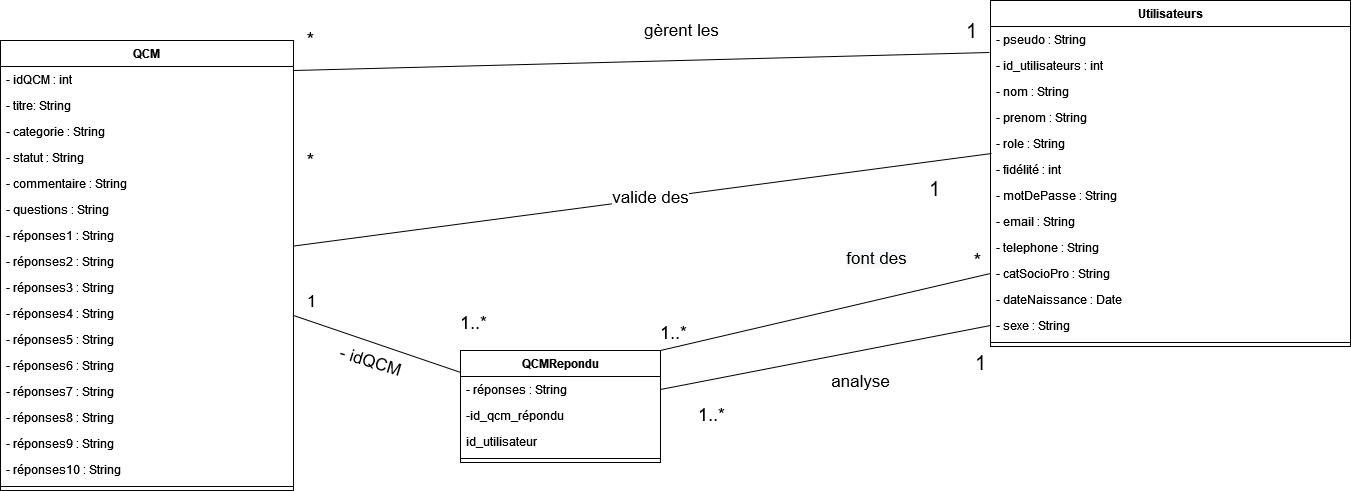 QCM
- idQCM : int
- titre: String
- categorie : String
- statut : String
- commentaire : String
- questions : String
- réponses1 : String
- réponses2 : String
- réponses3 : String
- réponses4 : String
- réponses5 : String
- réponses6 : String
- réponses7 : String
- réponses8 : String
- réponses9 : String
- réponses10 : String
*
gèrent les
1
*
valide des
1
1
- idQCM
1..*
font des
*
1..*
analyse
1
1..*
QCMRepondu
- réponses : String
-id_qcm_répondu
id_utilisateur
Utilisateurs
- pseudo : String
- id_utilisateurs : int
- nom : String
- prenom : String
- role : String
- fidélité : int
- motDePasse : String
- email : String
- telephone : String
- catSocioPro : String
- dateNaissance : Date
- sexe : String